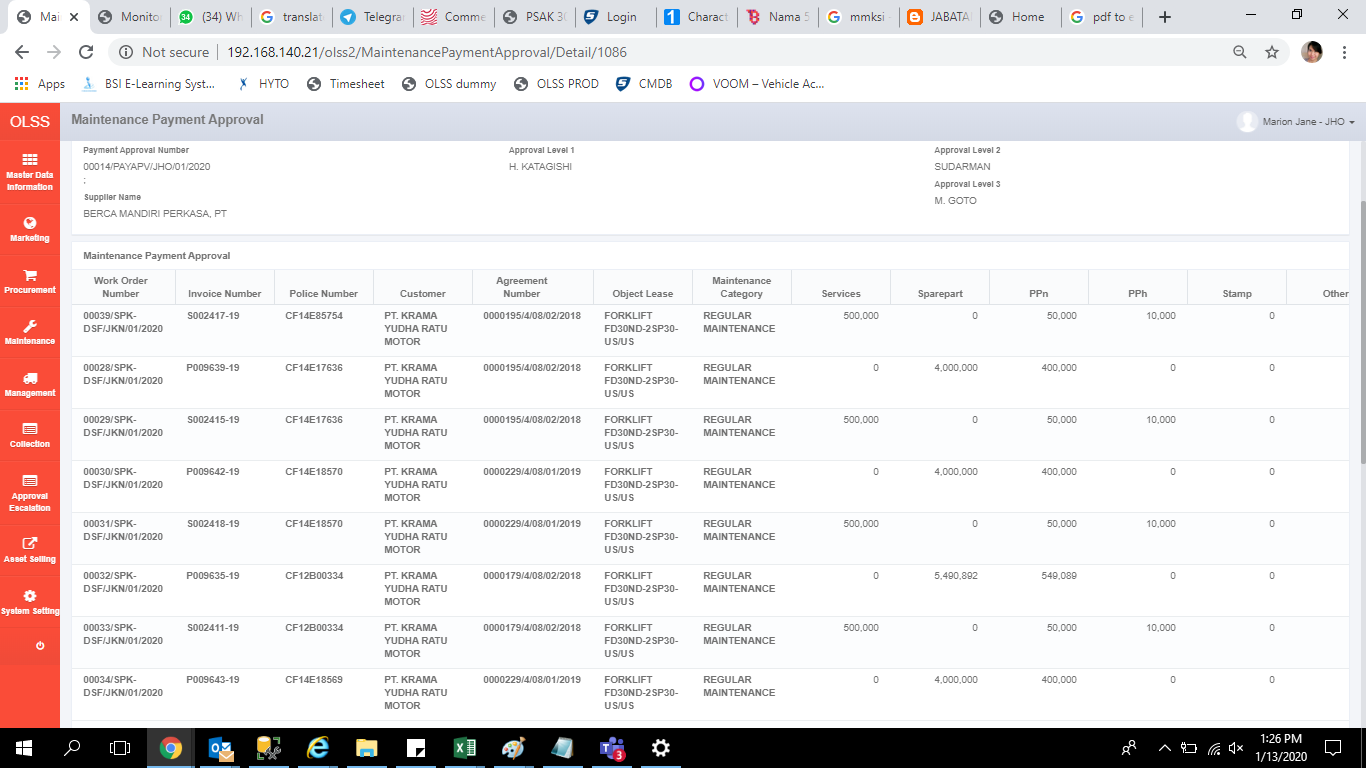 Mai
Monitor
(34) Wh
translat
Telegra
Comme
PSAK 30
Login
Charact
Nama 5
mmksi -
JABATA
Home
pdf to e
Not secure
192.168.140.21/olss2/MaintenancePaymentApproval/Detail/1086
Apps
BSI E-Learning Syst...
HYTO
Timesheet
OLSS dummy
OLSS PROD
CMDB
VOOM – Vehicle Ac...
OLSS
Maintenance Payment Approval
Marion Jane - JHO
Master Data
Information
Marketing
Procurement
Maintenance
Management
Collection
Approval
Escalation
Asset Selling
System Setting
Payment Approval Number
Approval Level 1
Approval Level 2
00014/PAYAPV/JHO/01/2020
H. KATAGISHI
SUDARMAN
;
Approval Level 3
Supplier Name
M. GOTO
BERCA MANDIRI PERKASA, PT
Maintenance Payment Approval
Work Order Number Invoice Number Police Number Customer Agreement Number Object Lease Maintenance Category Services Sparepart PPn PPh Stamp Other
00039/SPK- S002417-19 CF14E85754 PT. KRAMA 0000195/4/08/02/2018 FORKLIFT REGULAR 500,000 0 50,000 10,000 0
DSF/JKN/01/2020 YUDHA RATU FD30ND-2SP30- MAINTENANCE
MOTOR US/US
00028/SPK- P009639-19 CF14E17636 PT. KRAMA 0000195/4/08/02/2018 FORKLIFT REGULAR 0 4,000,000 400,000 0 0
DSF/JKN/01/2020 YUDHA RATU FD30ND-2SP30- MAINTENANCE
MOTOR US/US
00029/SPK- S002415-19 CF14E17636 PT. KRAMA 0000195/4/08/02/2018 FORKLIFT REGULAR 500,000 0 50,000 10,000 0
DSF/JKN/01/2020 YUDHA RATU FD30ND-2SP30- MAINTENANCE
MOTOR US/US
00030/SPK- P009642-19 CF14E18570 PT. KRAMA 0000229/4/08/01/2019 FORKLIFT REGULAR 0 4,000,000 400,000 0 0
DSF/JKN/01/2020 YUDHA RATU FD30ND-2SP30- MAINTENANCE
MOTOR US/US
00031/SPK- S002418-19 CF14E18570 PT. KRAMA 0000229/4/08/01/2019 FORKLIFT REGULAR 500,000 0 50,000 10,000 0
DSF/JKN/01/2020 YUDHA RATU FD30ND-2SP30- MAINTENANCE
MOTOR US/US
00032/SPK- P009635-19 CF12B00334 PT. KRAMA 0000179/4/08/02/2018 FORKLIFT REGULAR 0 5,490,892 549,089 0 0
DSF/JKN/01/2020 YUDHA RATU FD30ND-2SP30- MAINTENANCE
MOTOR US/US
00033/SPK- S002411-19 CF12B00334 PT. KRAMA 0000179/4/08/02/2018 FORKLIFT REGULAR 500,000 0 50,000 10,000 0
DSF/JKN/01/2020 YUDHA RATU FD30ND-2SP30- MAINTENANCE
MOTOR US/US
00034/SPK- P009643-19 CF14E18569 PT. KRAMA 0000229/4/08/01/2019 FORKLIFT REGULAR 0 4,000,000 400,000 0 0
DSF/JKN/01/2020 YUDHA RATU FD30ND-2SP30- MAINTENANCE
MOTOR US/US
3
1:26 PM
1/13/2020